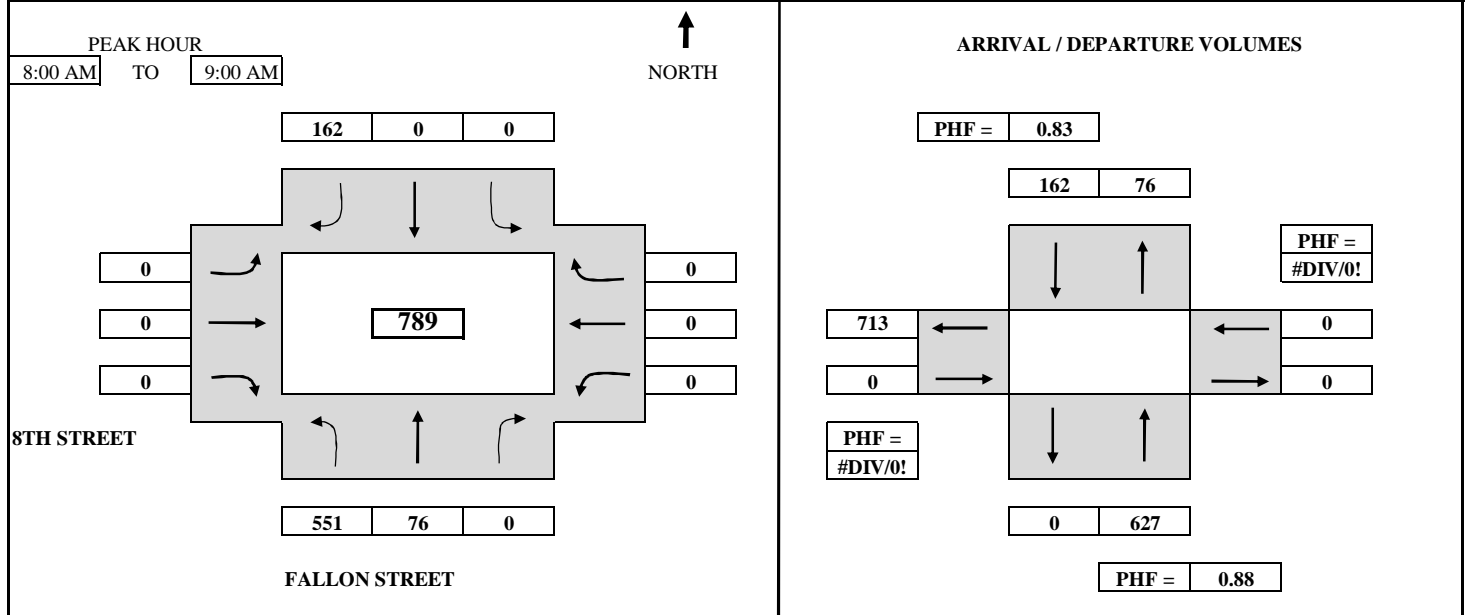 PEAK HOUR
8:00 AM TO 9:00 AM
NORTH
162 0 0
0 0
0 789 0
0 0
8TH STREET
551 76 0
FALLON STREET
ARRIVAL / DEPARTURE VOLUMES
PHF = 0.83
162 76
PHF =
#DIV/0!
713 0
0 0
PHF =
#DIV/0!
0 627
PHF = 0.88